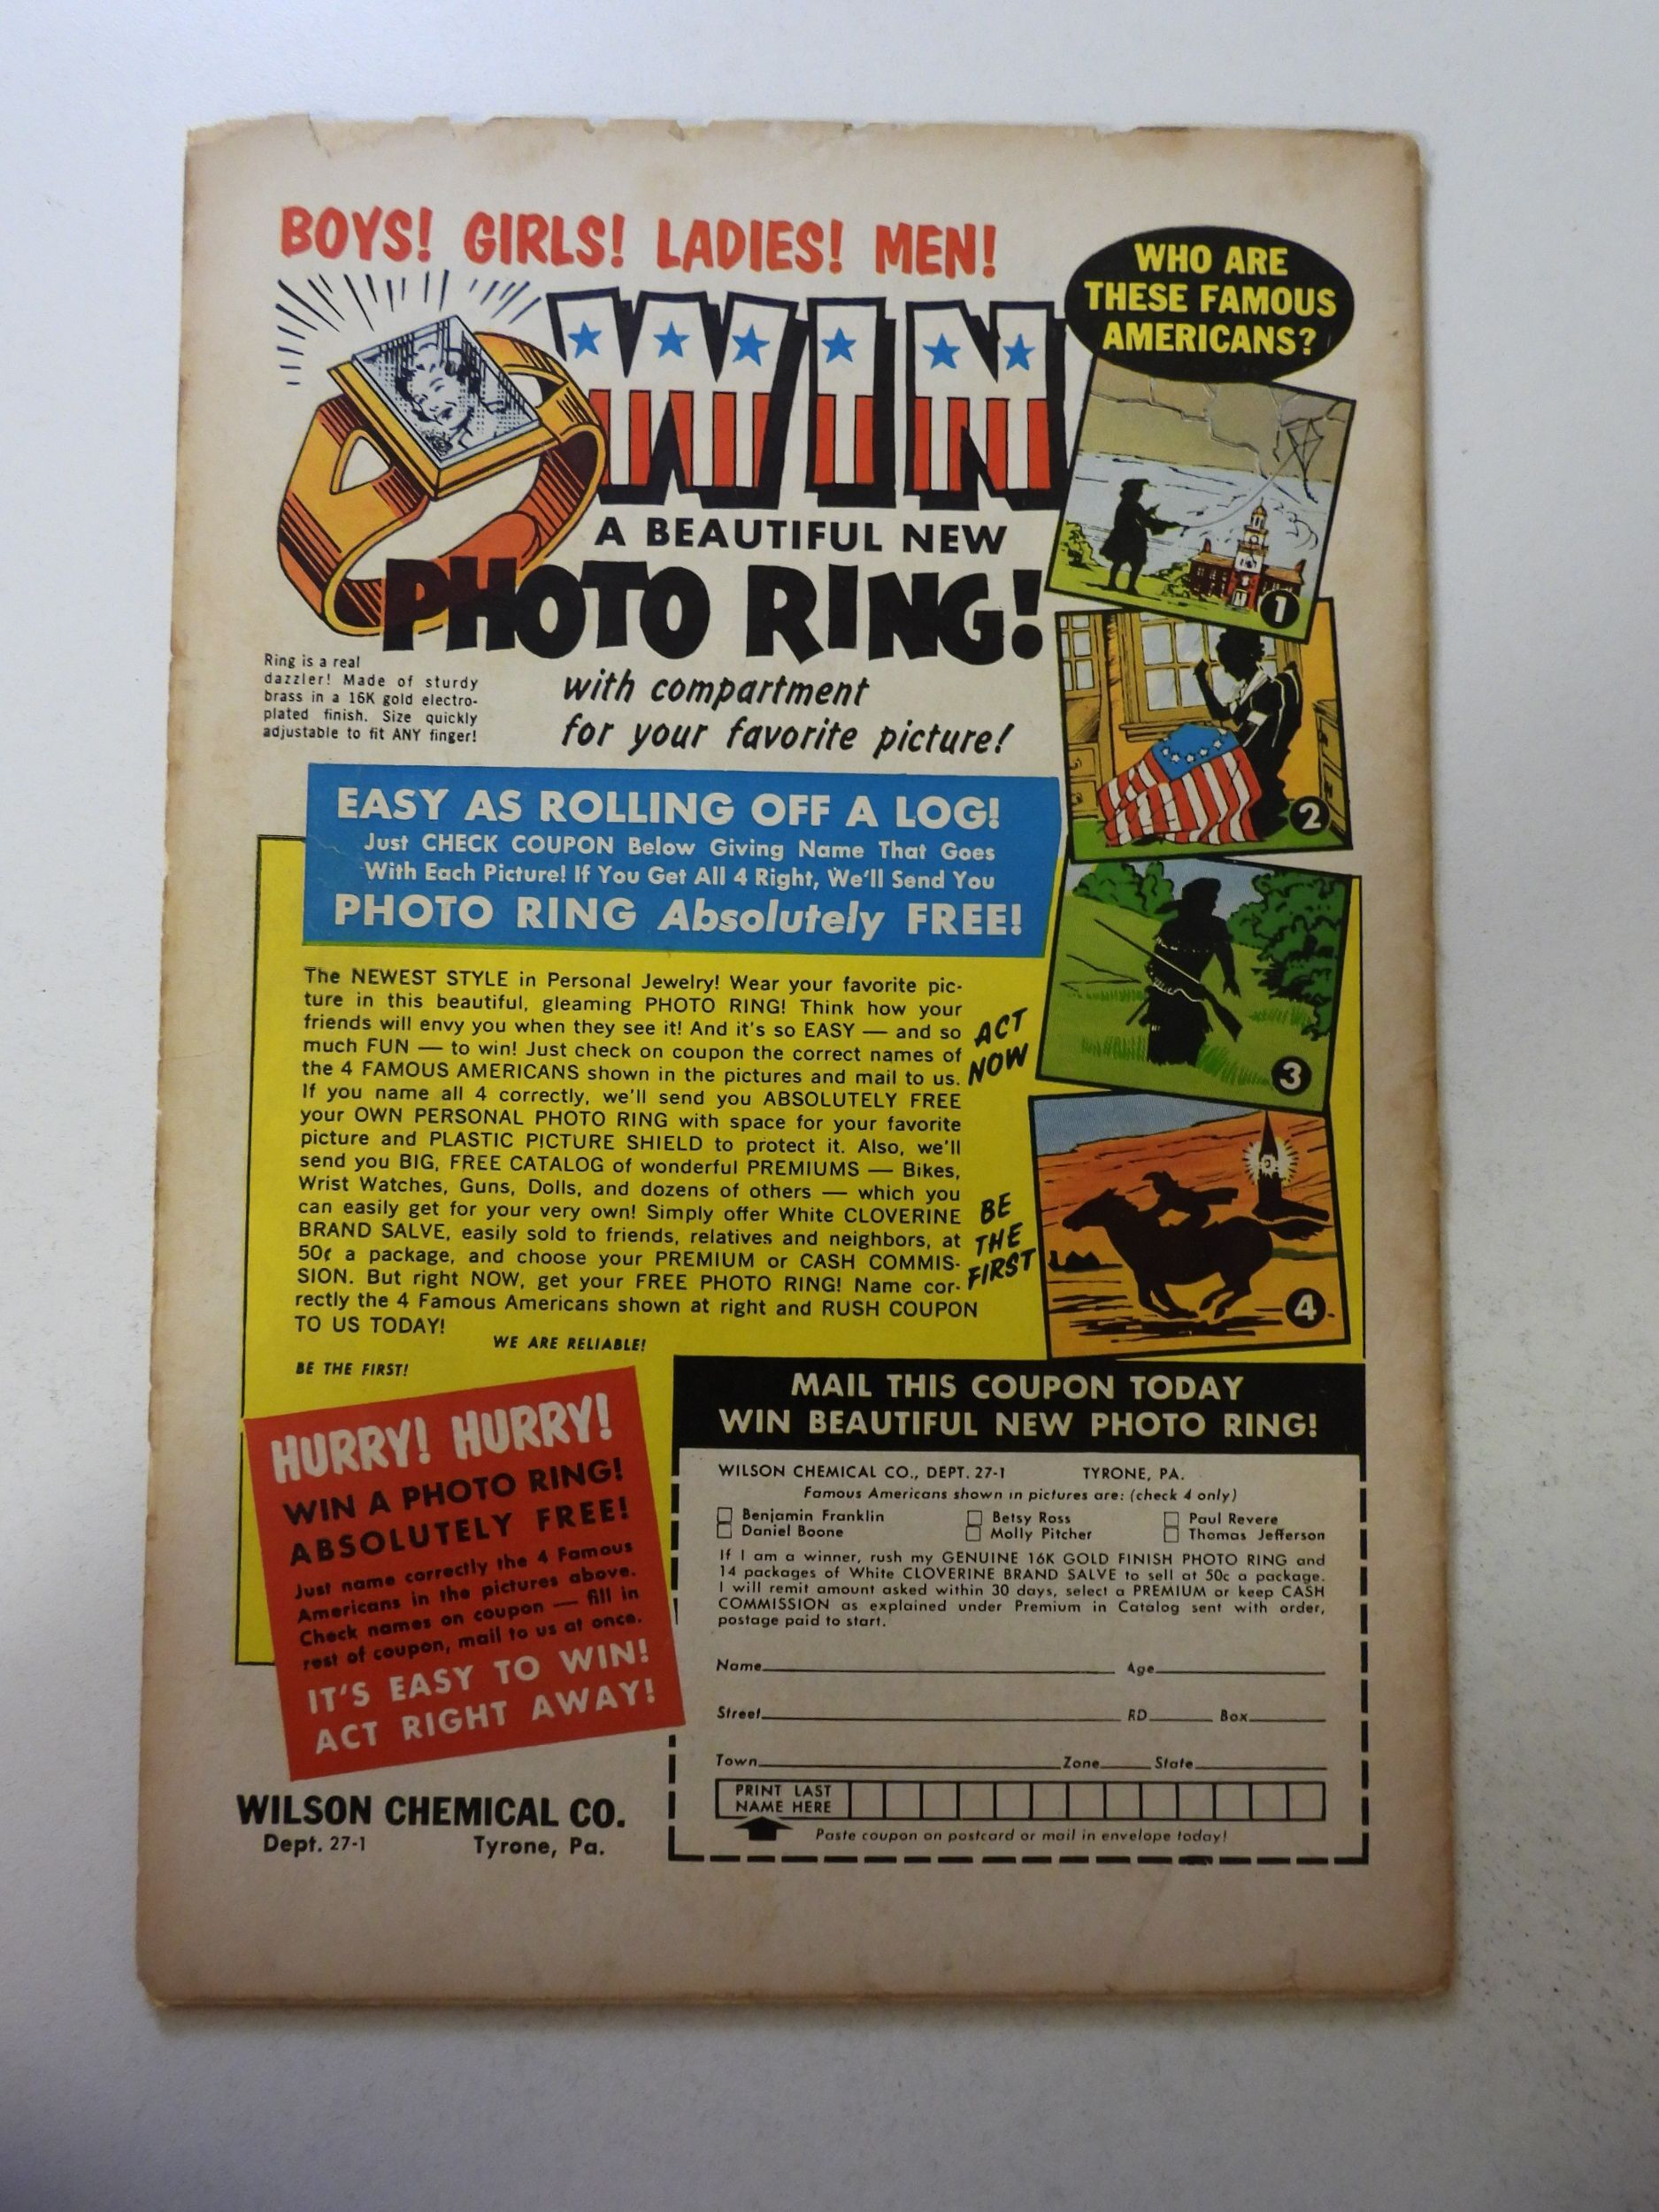 BOYS! GIRLS! LADIES! MEN!
WIN
A BEAUTIFUL NEW
PHOTO RING!
with compartment
for your favorite picture!
Ring is a real
dazzler! Made of sturdy
brass in a 16K gold electro-
plated finish. Size quickly
adjustable to fit ANY finger!
WHO ARE
THESE FAMOUS
AMERICANS?
1
2
3
4
EASY AS ROLLING OFF A LOG!
Just CHECK COUPON Below Giving Name That Goes
With Each Picture! If You Get All 4 Right, We'll Send You
PHOTO RING Absolutely FREE!
The NEWEST STYLE in Personal Jewelry! Wear your favorite pic-
ture in this beautiful, gleaming PHOTO RING! Think how your
friends will envy you when they see it! And it's so EASY — and so
much FUN — to win! Just check on coupon the correct names of
the 4 FAMOUS AMERICANS shown in the pictures and mail to us.
If you name all 4 correctly, we'll send you ABSOLUTELY FREE
your OWN PERSONAL PHOTO RING with space for your favorite
picture and PLASTIC PICTURE SHIELD to protect it. Also, we'll
send you BIG, FREE CATALOG of wonderful PREMIUMS — Bikes,
Wrist Watches, Guns, Dolls, and dozens of others — which you
can easily get for your very own! Simply offer White CLOVERINE
BRAND SALVE, easily sold to friends, relatives and neighbors, at
50¢ a package, and choose your PREMIUM or CASH COMMIS-
SION. But right NOW, get your FREE PHOTO RING! Name cor-
rectly the 4 Famous Americans shown at right and RUSH COUPON
TO US TODAY!
WE ARE RELIABLE!
BE THE FIRST!
ACT
NOW
BE
THE
FIRST
HURRY! HURRY!
WIN A PHOTO RING!
ABSOLUTELY FREE!
Just name correctly the 4 Famous
Americans in the pictures above.
Check names on coupon — fill in
rest of coupon, mail to us at once.
IT'S EASY TO WIN!
ACT RIGHT AWAY!
WILSON CHEMICAL CO.
Dept. 27-1 Tyrone, Pa.
MAIL THIS COUPON TODAY
WIN BEAUTIFUL NEW PHOTO RING!
WILSON CHEMICAL CO., DEPT. 27-1 TYRONE, PA.
Famous Americans shown in pictures are: (check 4 only)
Benjamin Franklin Betsy Ross Paul Revere
Daniel Boone Molly Pitcher Thomas Jefferson
If I am a winner, rush my GENUINE 16K GOLD FINISH PHOTO RING and
14 packages of White CLOVERINE BRAND SALVE to sell at 50c a package.
I will remit amount asked within 30 days, select a PREMIUM or keep CASH
COMMISSION as explained under Premium in Catalog sent with order,
postage paid to start.
Name Age
Street RD Box
Town Zone State
PRINT LAST
NAME HERE
Paste coupon on postcard or mail in envelope today!